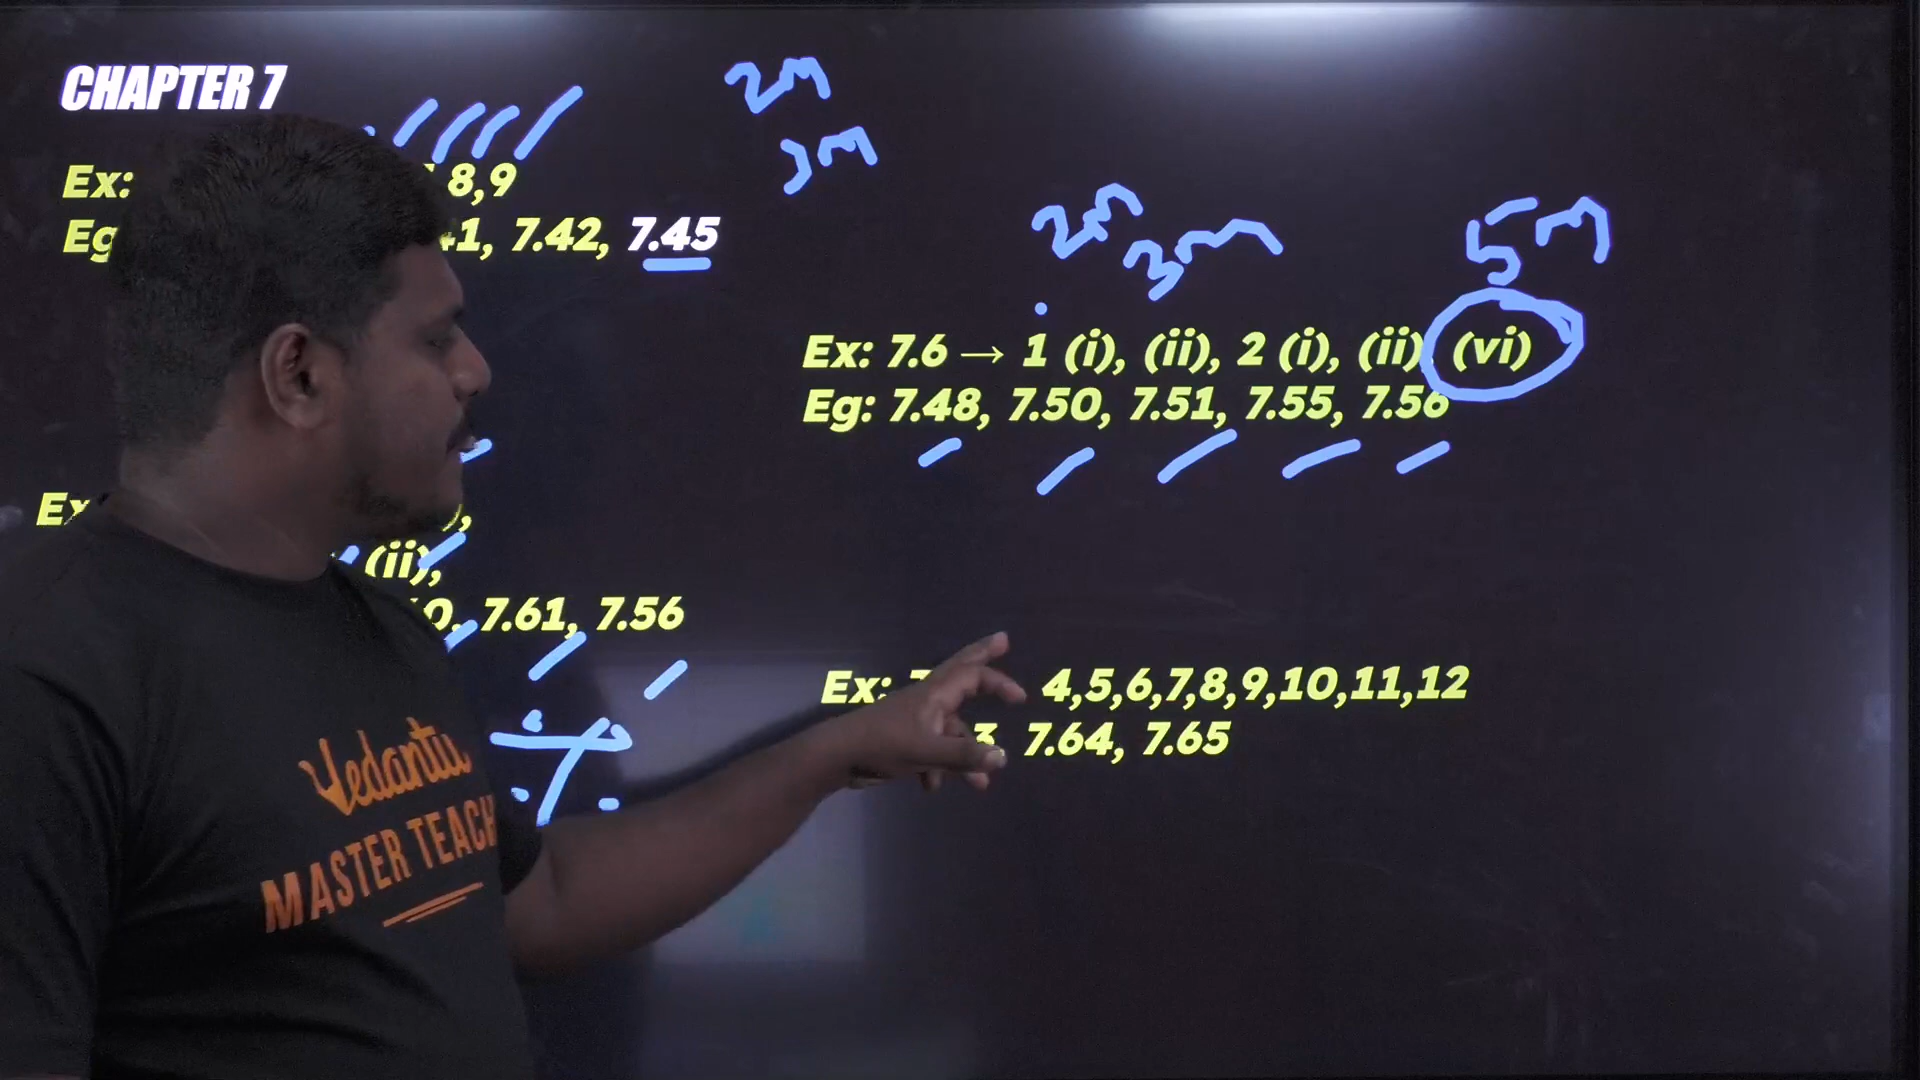 CHAPTER 7
2M
3M
Ex: 8,9
Eg 7.42, 7.45
2m 3m 5m
Ex: 7.6 → 1 (i), (ii), 2 (i), (ii) (vi)
Eg: 7.48, 7.50, 7.51, 7.55, 7.56
Ex
(ii),
7.61, 7.56
Ex: 4,5,6,7,8,9,10,11,12
7.64, 7.65
Vedantu
MASTER TEACH